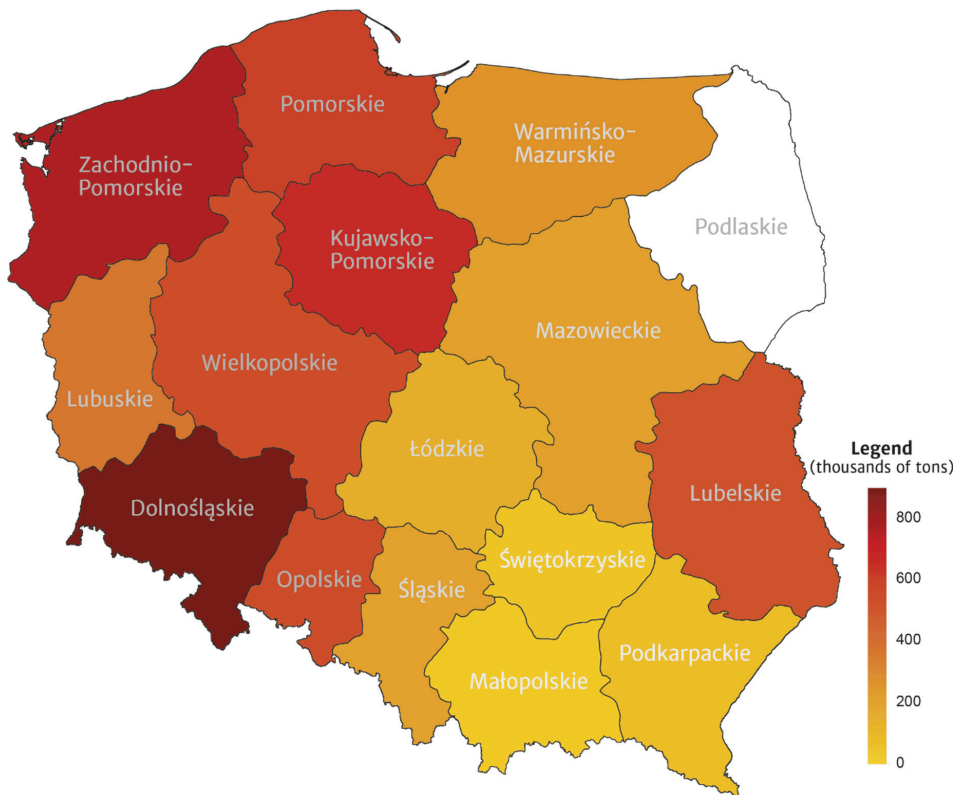 Pomorskie
Warmińsko-
Mazurskie
Zachodnio-
Pomorskie
Podlaskie
Kujawsko-
Pomorskie
Mazowieckie
Wielkopolskie
Lubuskie
Łódzkie
Legend
(thousands of tons)
Dolnośląskie
Lubelskie
800
Świętokrzyskie
Opolskie
Śląskie
600
400
Podkarpackie
Małopolskie
200
0